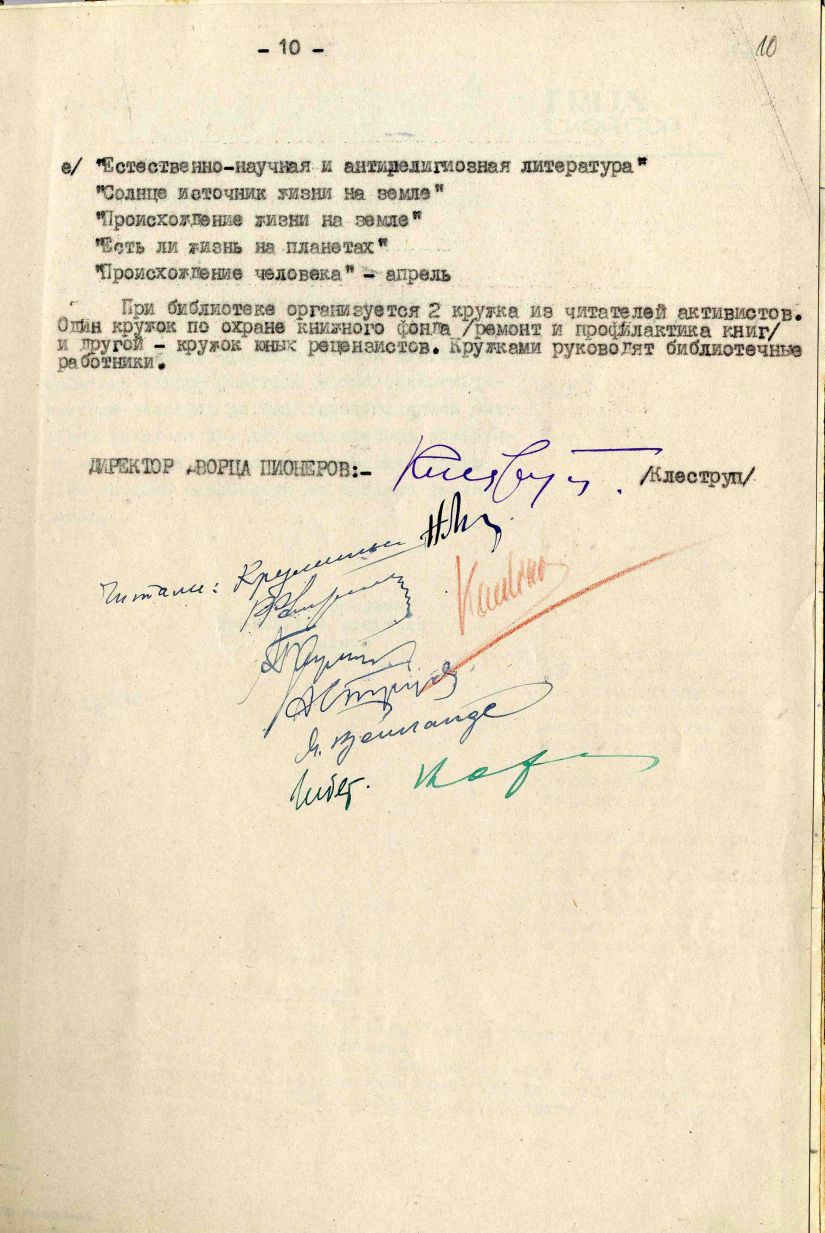 - 10 -
10
е/ "Естественно-научная и антирелигиозная литература"
"Солнце источник жизни на земле"
"Происхождение жизни на земле"
"Есть ли жизнь на планетах"
"Происхождение человека" - апрель
При библиотеке организуется 2 кружка из читателей активистов.
Один кружок по охране книжного фонда /ремонт и профилактика книг/
и другой - кружок юных рецензистов. Кружками руководят библиотечные
работники.
ДИРЕКТОР ДВОРЦА ПИОНЕРОВ:- /Клеструп/
Читали: